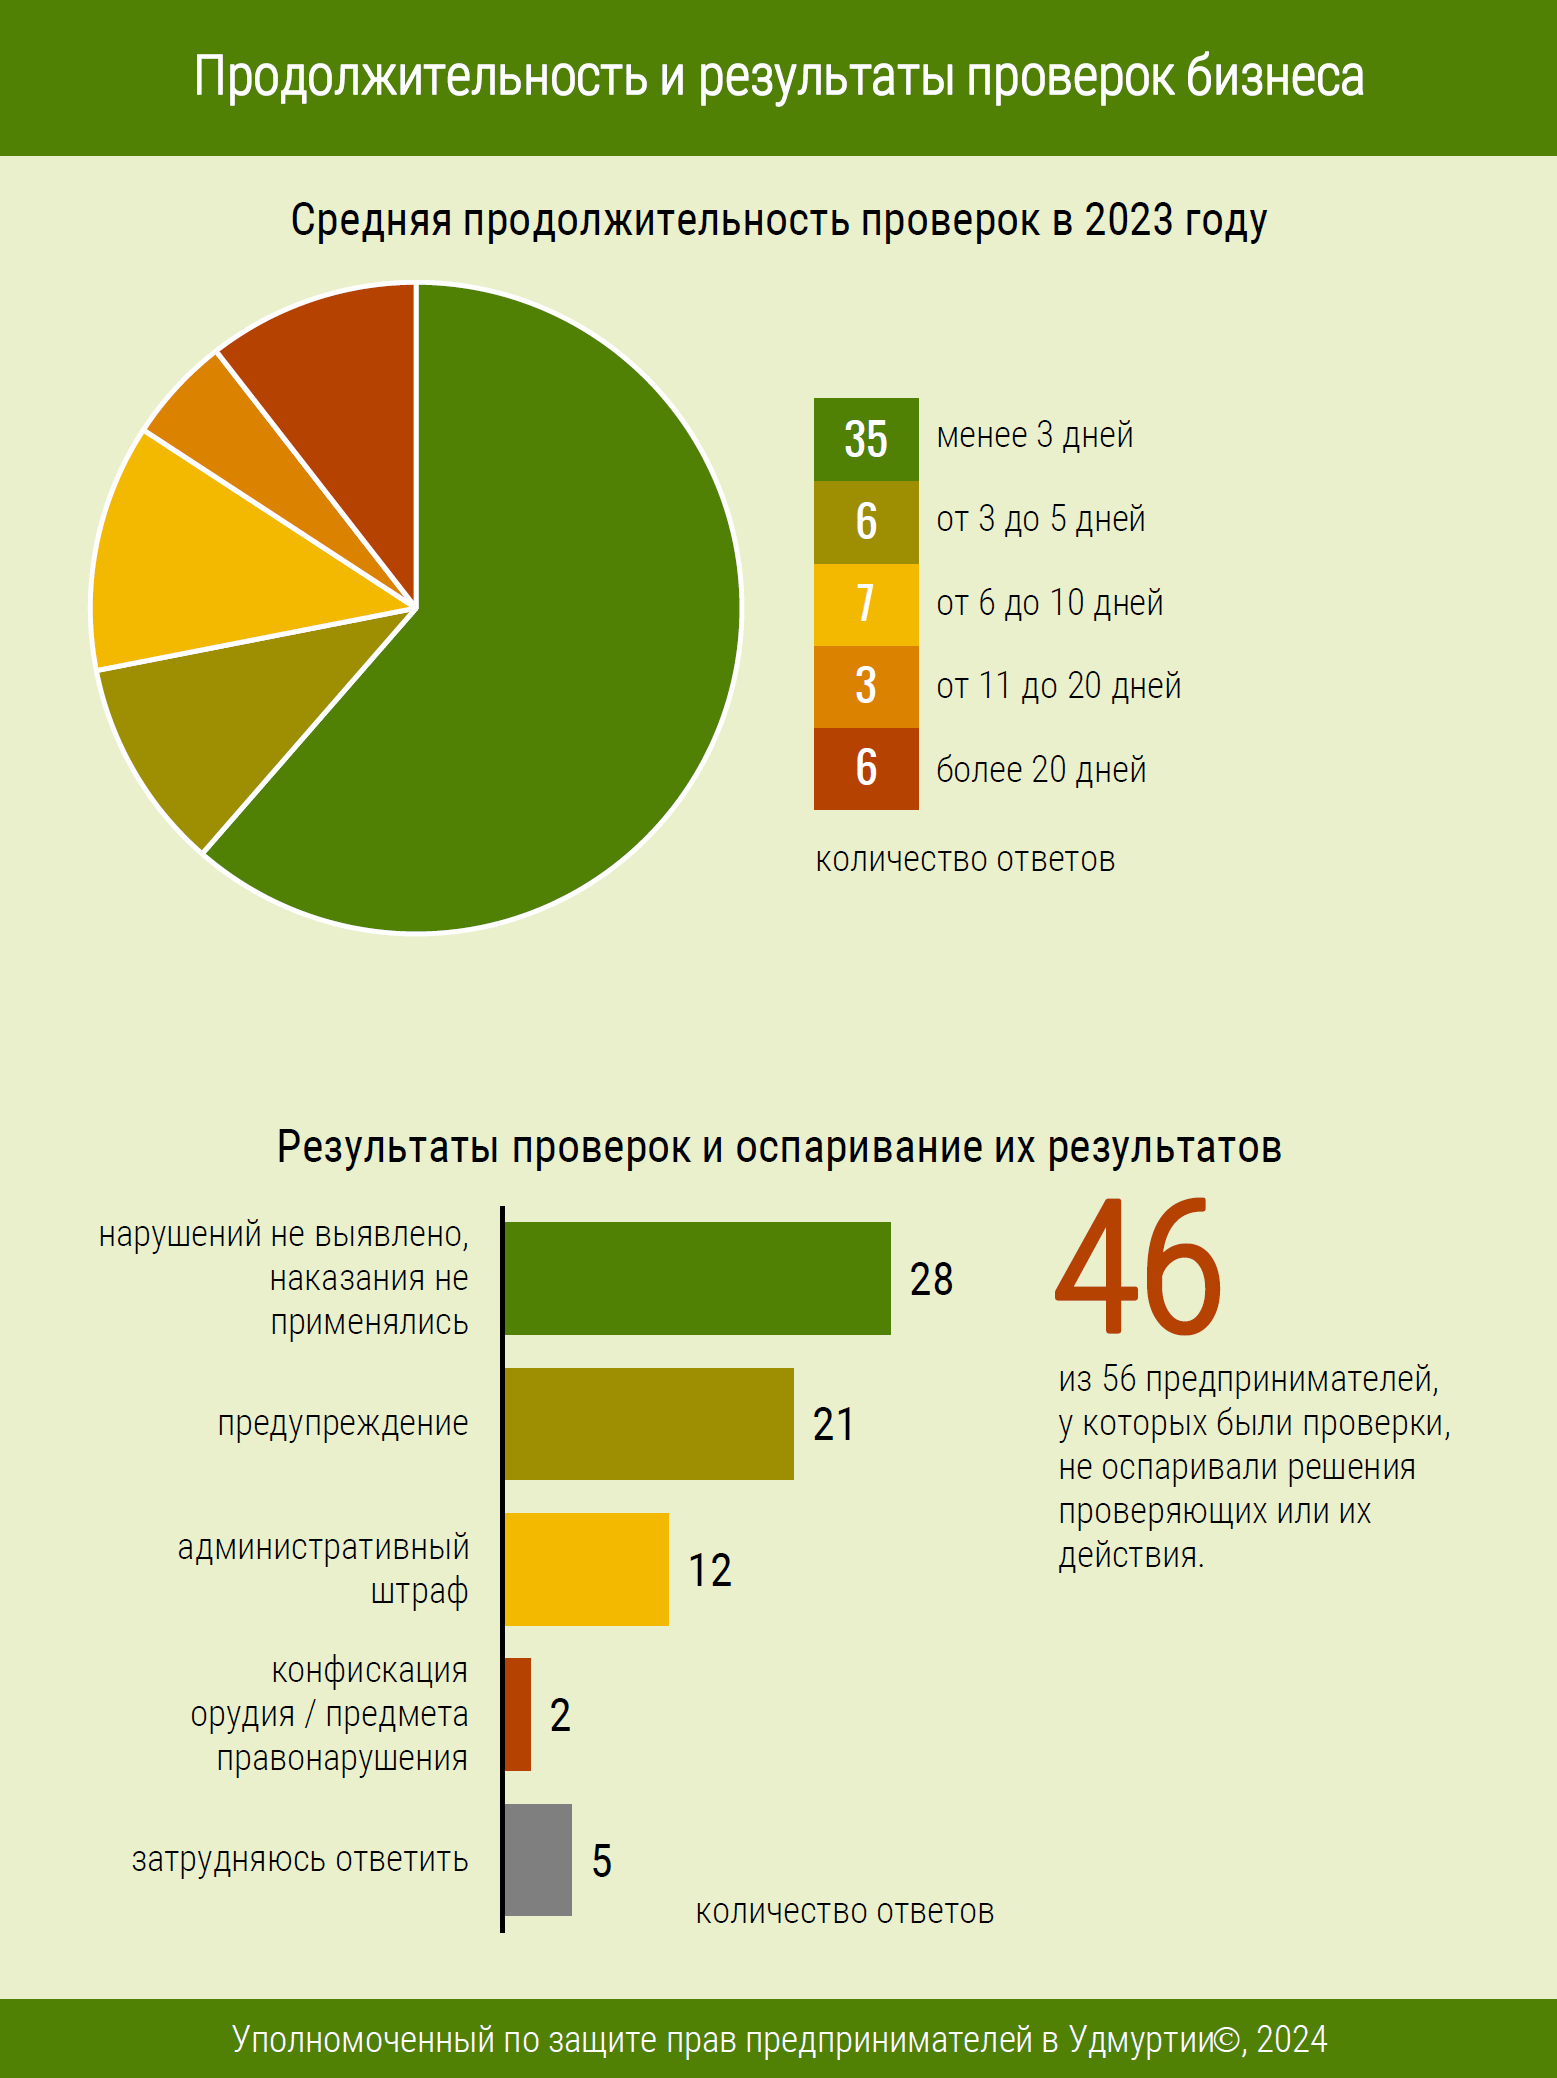 Продолжительность и результаты проверок бизнеса
Средняя продолжительность проверок в 2023 году
35 менее 3 дней
6 от 3 до 5 дней
7 от 6 до 10 дней
3 от 11 до 20 дней
6 более 20 дней
количество ответов
Результаты проверок и оспаривание их результатов
нарушений не выявлено,
наказания не
применялись
28
предупреждение
21
административный
штраф
12
конфискация
орудия / предмета
правонарушения
2
затрудняюсь ответить
5
количество ответов
46
из 56 предпринимателей,
у которых были проверки,
не оспаривали решения
проверяющих или их
действия.
Уполномоченный по защите прав предпринимателей в Удмуртии©, 2024